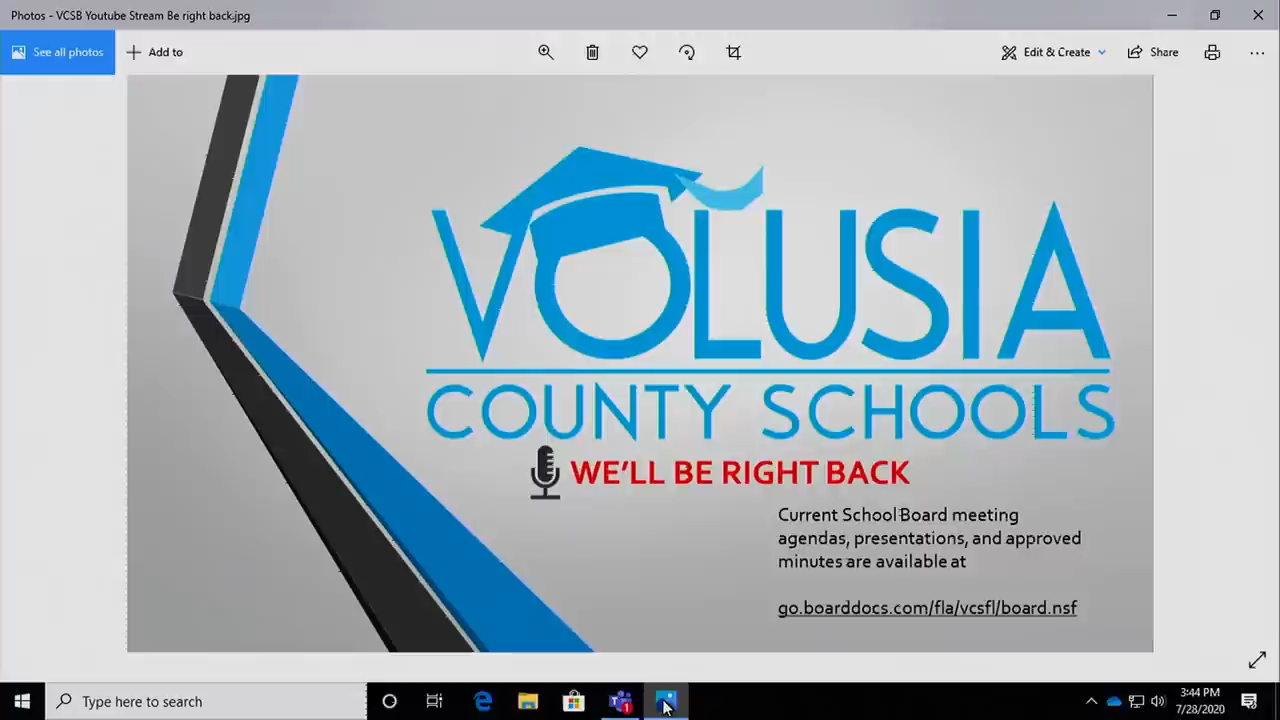 Photos - VCSB Youtube Stream Be right back.jpg
See all photos
Add to
Edit & Create
Share
VOLUSIA
COUNTY SCHOOLS
WE'LL BE RIGHT BACK
Current School Board meeting
agendas, presentations, and approved
minutes are available at
go.boarddocs.com/fla/vcsfl/board.nsf
Type here to search
1
3:44 PM
7/28/2020